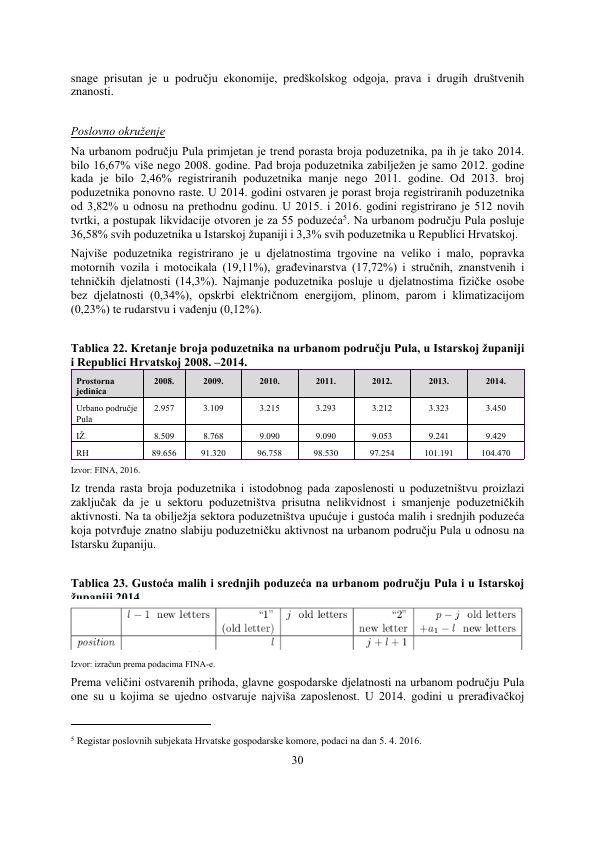 snage prisutan je u području ekonomije, predškolskog odgoja, prava i drugih društvenih
znanosti.
Poslovno okruženje
Na urbanom području Pula primjetan je trend porasta broja poduzetnika, pa ih je tako 2014.
bilo 16,67% više nego 2008. godine. Pad broja poduzetnika zabilježen je samo 2012. godine
kada je bilo 2,46% registriranih poduzetnika manje nego 2011. godine. Od 2013. broj
poduzetnika ponovno raste. U 2014. godini ostvaren je porast broja registriranih poduzetnika
od 3,82% u odnosu na prethodnu godinu. U 2015. i 2016. godini registrirano je 512 novih
tvrtki, a postupak likvidacije otvoren je za 55 poduzeća⁵. Na urbanom području Pula posluje
36,58% svih poduzetnika u Istarskoj županiji i 3,3% svih poduzetnika u Republici Hrvatskoj.
Najviše poduzetnika registrirano je u djelatnostima trgovine na veliko i malo, popravka
motornih vozila i motocikala (19,11%), građevinarstva (17,72%) i stručnih, znanstvenih i
tehničkih djelatnosti (14,3%). Najmanje poduzetnika posluje u djelatnostima fizičke osobe
bez djelatnosti (0,34%), opskrbi električnom energijom, plinom, parom i klimatizacijom
(0,23%) te rudarstvu i vađenju (0,12%).
Tablica 22. Kretanje broja poduzetnika na urbanom području Pula, u Istarskoj županiji
i Republici Hrvatskoj 2008. –2014.
Prostorna jedinica 2008. 2009. 2010. 2011. 2012. 2013. 2014.
Urbano područje Pula 2.957 3.109 3.215 3.293 3.212 3.323 3.450
IŽ 8.509 8.768 9.090 9.090 9.053 9.241 9.429
RH 89.656 91.320 96.758 98.530 97.254 101.191 104.470
Izvor: FINA, 2016.
Iz trenda rasta broja poduzetnika i istodobnog pada zaposlenosti u poduzetništvu proizlazi
zaključak da je u sektoru poduzetništva prisutna nelikvidnost i smanjenje poduzetničkih
aktivnosti. Na ta obilježja sektora poduzetništva upućuje i gustoća malih i srednjih poduzeća
koja potvrđuje znatno slabiju poduzetničku aktivnost na urbanom području Pula u odnosu na
Istarsku županiju.
Tablica 23. Gustoća malih i srednjih poduzeća na urbanom području Pula i u Istarskoj
županiji 2014
l − 1 new letters “1” j old letters “2” p − j old letters
(old letter) new letter +a₁ − l new letters
position l j + l + 1
Izvor: izračun prema podacima FINA-e.
Prema veličini ostvarenih prihoda, glavne gospodarske djelatnosti na urbanom području Pula
one su u kojima se ujedno ostvaruje najviša zaposlenost. U 2014. godini u prerađivačkoj
⁵ Registar poslovnih subjekata Hrvatske gospodarske komore, podaci na dan 5. 4. 2016.
30